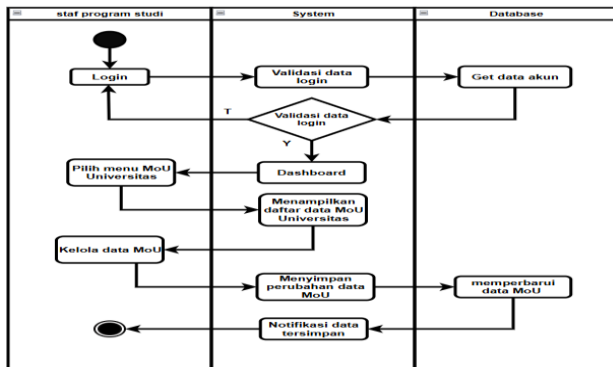 staf program studi
System
Database
Login
Validasi data
login
Get data akun
T
Validasi data
login
Y
Pilih menu MoU
Universitas
Dashboard
Menampilkan
daftar data MoU
Universitas
Kelola data MoU
Menyimpan
perubahan data
MoU
memperbarui
data MoU
Notifikasi data
tersimpan